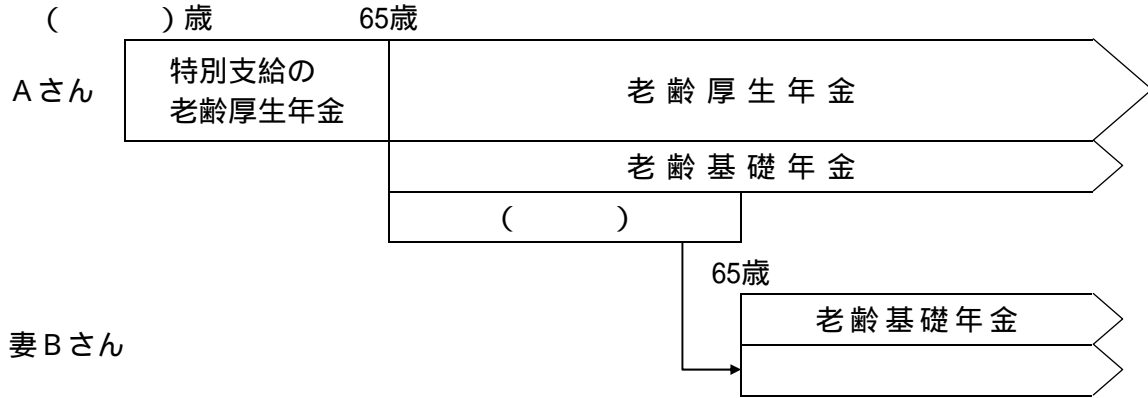 (　　　)歳　65歳
Aさん
特別支給の
老齢厚生年金
老齢厚生年金
老齢基礎年金
(　　　)
65歳
妻Bさん
老齢基礎年金